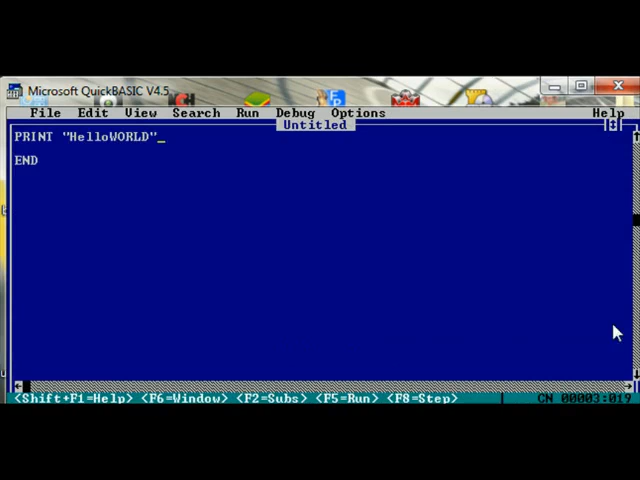 Microsoft QuickBASIC V4.5
File Edit View Search Run Debug Options Help
Untitled
PRINT "HelloWORLD"_
END
<Shift+F1=Help> <F6=Window> <F2=Subs> <F5=Run> <F8=Step> CN 00003:019